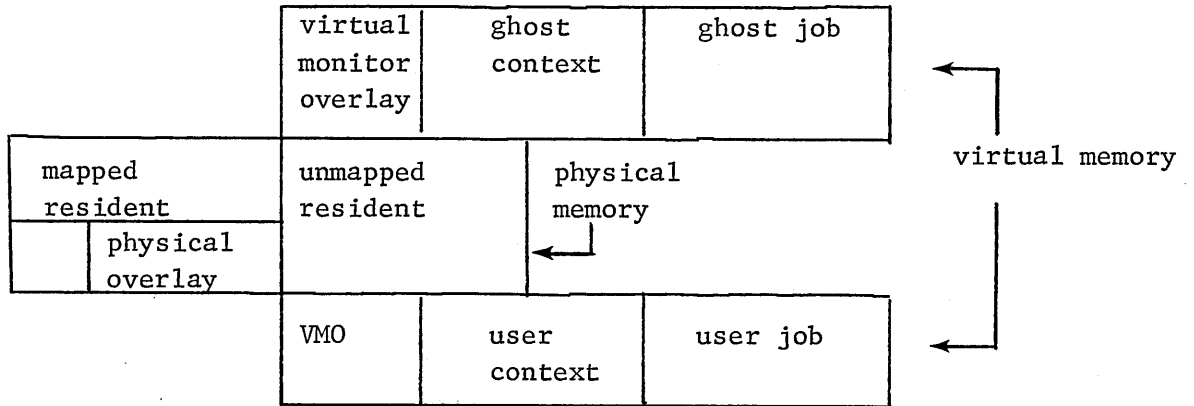 virtual
monitor
overlay
ghost
context
ghost job
virtual memory
mapped
resident
unmapped
resident
physical
memory
physical
overlay
VMO
user
context
user job